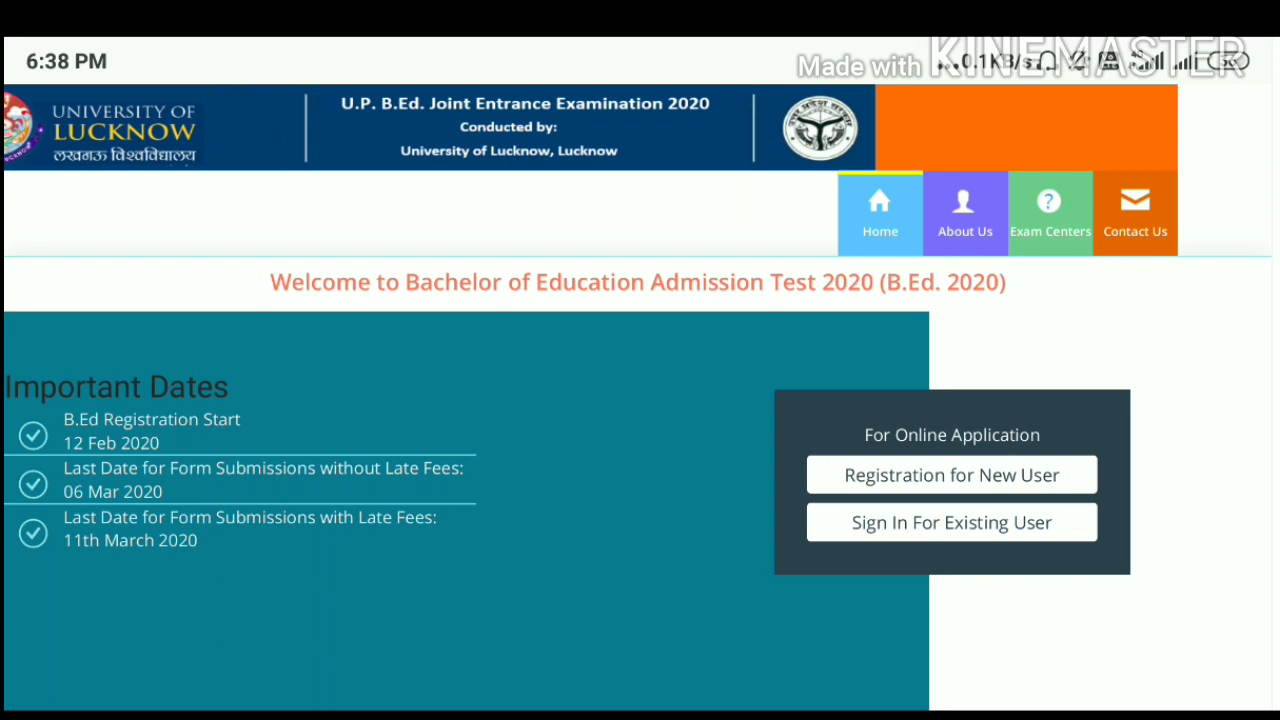 6:38 PM
Made with KINEMASTER
...0.1KB/s
UNIVERSITY OF
LUCKNOW
लखनऊ विश्वविद्यालय
U.P. B.Ed. Joint Entrance Examination 2020
Conducted by:
University of Lucknow, Lucknow
Home
About Us
?
Exam Centers
Contact Us
Welcome to Bachelor of Education Admission Test 2020 (B.Ed. 2020)
Important Dates
B.Ed Registration Start
12 Feb 2020
Last Date for Form Submissions without Late Fees:
06 Mar 2020
Last Date for Form Submissions with Late Fees:
11th March 2020
For Online Application
Registration for New User
Sign In For Existing User